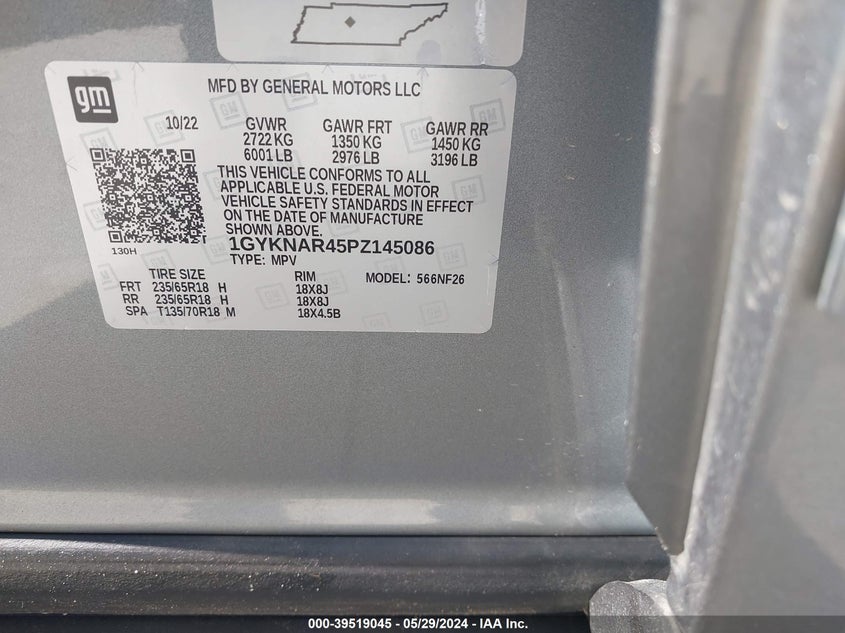 MFD BY GENERAL MOTORS LLC
gm
10/22 GVWR GAWR FRT GAWR RR
2722 KG 1350 KG 1450 KG
6001 LB 2976 LB 3196 LB
THIS VEHICLE CONFORMS TO ALL
APPLICABLE U.S. FEDERAL MOTOR
VEHICLE SAFETY STANDARDS IN EFFECT
ON THE DATE OF MANUFACTURE
SHOWN ABOVE.
130H
1GYKNAR45PZ145086
TYPE: MPV MODEL: 566NF26
TIRE SIZE RIM
FRT 235/65R18 H 18X8J
RR 235/65R18 H 18X8J
SPA T135/70R18 M 18X4.5B
000-39519045 - 05/29/2024 - IAA Inc.